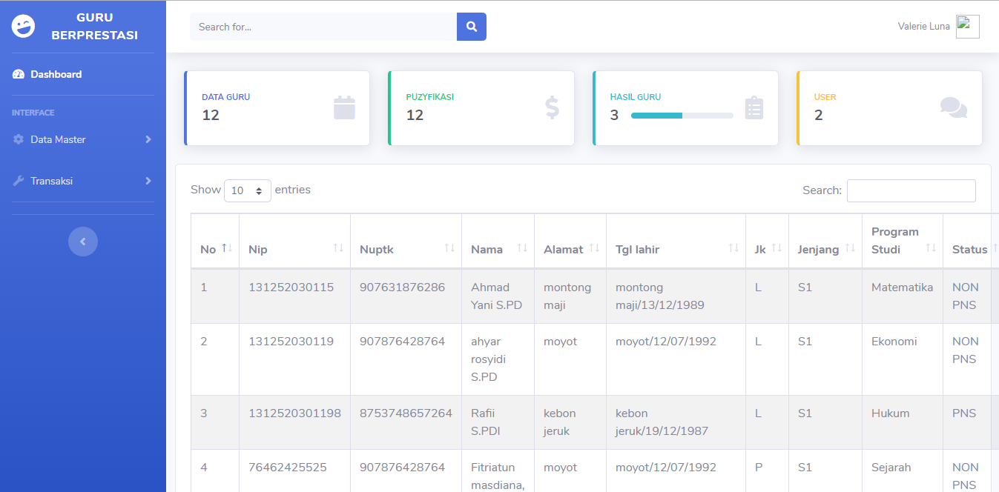 GURU
BERPRESTASI
Search for...
Valerie Luna
Dashboard
INTERFACE
Data Master
Transaksi
DATA GURU
12
PUZYFIKASI
12
HASIL GURU
3
USER
2
Show 10 entries
Search:
No Nip Nuptk Nama Alamat Tgl lahir Jk Jenjang Program Studi Status
1 131252030115 907631876286 Ahmad montong montong L S1 Matematika NON
Yani S.PD maji maji/13/12/1989 PNS
2 131252030119 907876428764 ahyar moyot moyot/12/07/1992 L S1 Ekonomi NON
rosyidi PNS
S.PD
3 1312520301198 8753748657264 Rafii kebon kebon L S1 Hukum PNS
S.PDI jeruk jeruk/19/12/1987
4 76462425525 907876428764 Fitriatun moyot moyot/12/07/1992 P S1 Sejarah NON
masdiana, PNS